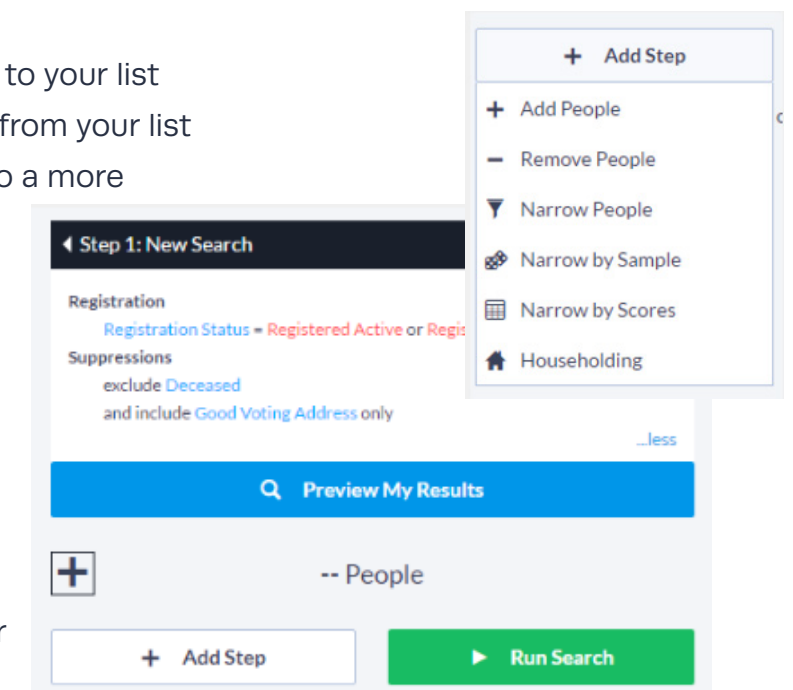 to your list
from your list
o a more
r
+ Add Step
+ Add People
− Remove People
Narrow People
Narrow by Sample
Narrow by Scores
Householding
Step 1: New Search
Registration
Registration Status = Registered Active or Regis
Suppressions
exclude Deceased
and include Good Voting Address only
...less
Preview My Results
-- People
+ Add Step
Run Search